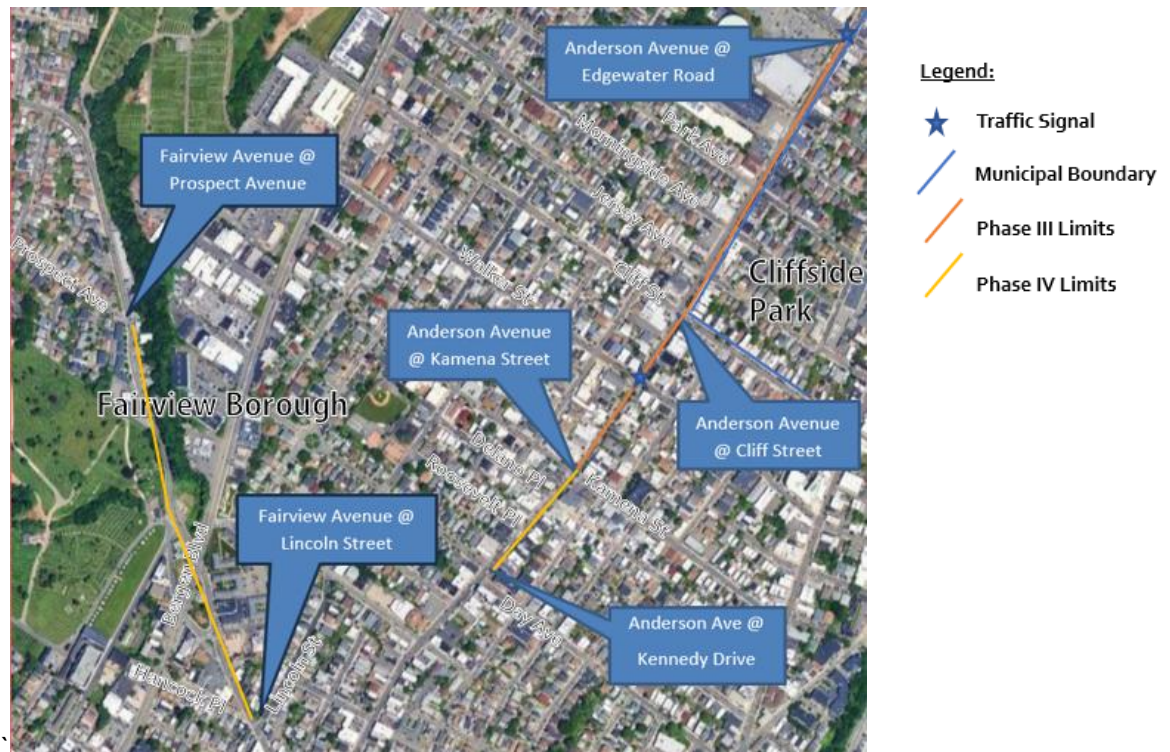 Anderson Avenue @
Edgewater Road
Legend:
Traffic Signal
Municipal Boundary
Phase III Limits
Phase IV Limits
Park Ave
Morningside Ave
Fairview Avenue @
Prospect Avenue
Jersey Ave
Prospect Ave
Walker St
Cliff St
Cliffside
Park
Anderson Avenue
@ Kamena Street
Fairview Borough
Anderson Avenue
@ Cliff Street
Delano Pl
Roosevelt Pl
Kamena St
Fairview Avenue @
Lincoln Street
Bergen Blvd
Day Ave
Anderson Ave @
Kennedy Drive
Hancock Pl
Lincoln St
`